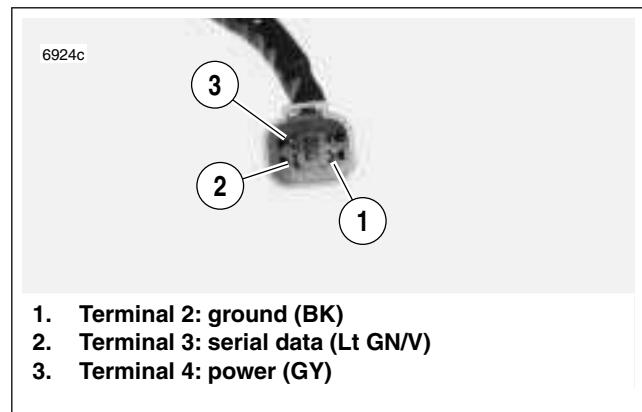 6924c
3
2
1
1. Terminal 2: ground (BK)
2. Terminal 3: serial data (Lt GN/V)
3. Terminal 4: power (GY)